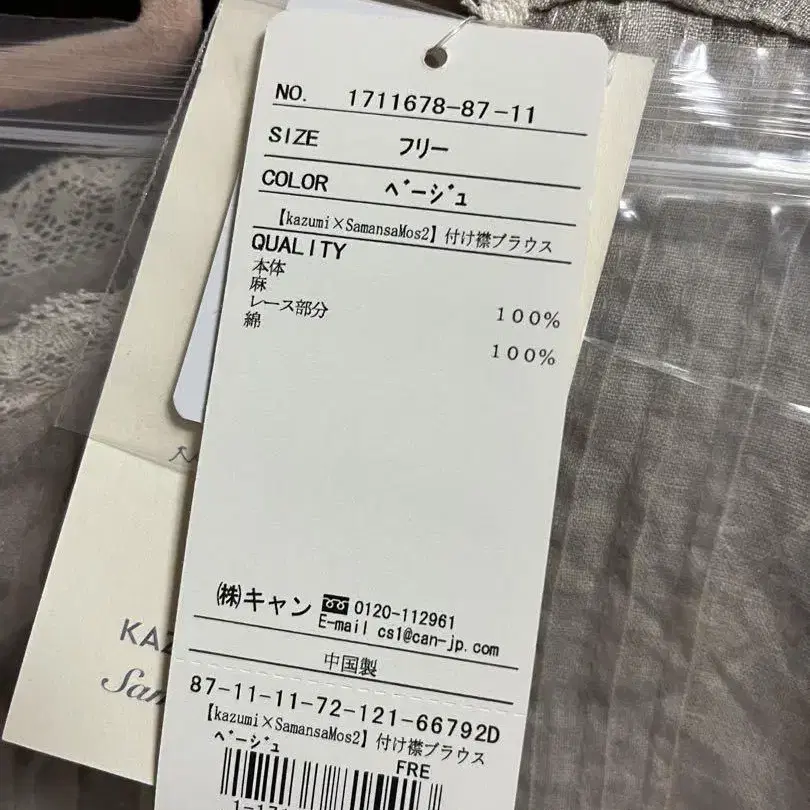 NO. 1711678-87-11
SIZE フリー
COLOR ベージュ
【kazumi×SamansaMos2】付け襟ブラウス
QUALITY
本体
麻 100%
レース部分
綿 100%
㈱キャン 0120-112961
E-mail cs1@can-jp.com
中国製
87-11-11-72-121-66792D
【kazumi×SamansaMos2】付け襟ブラウス
ベージュ
FRE